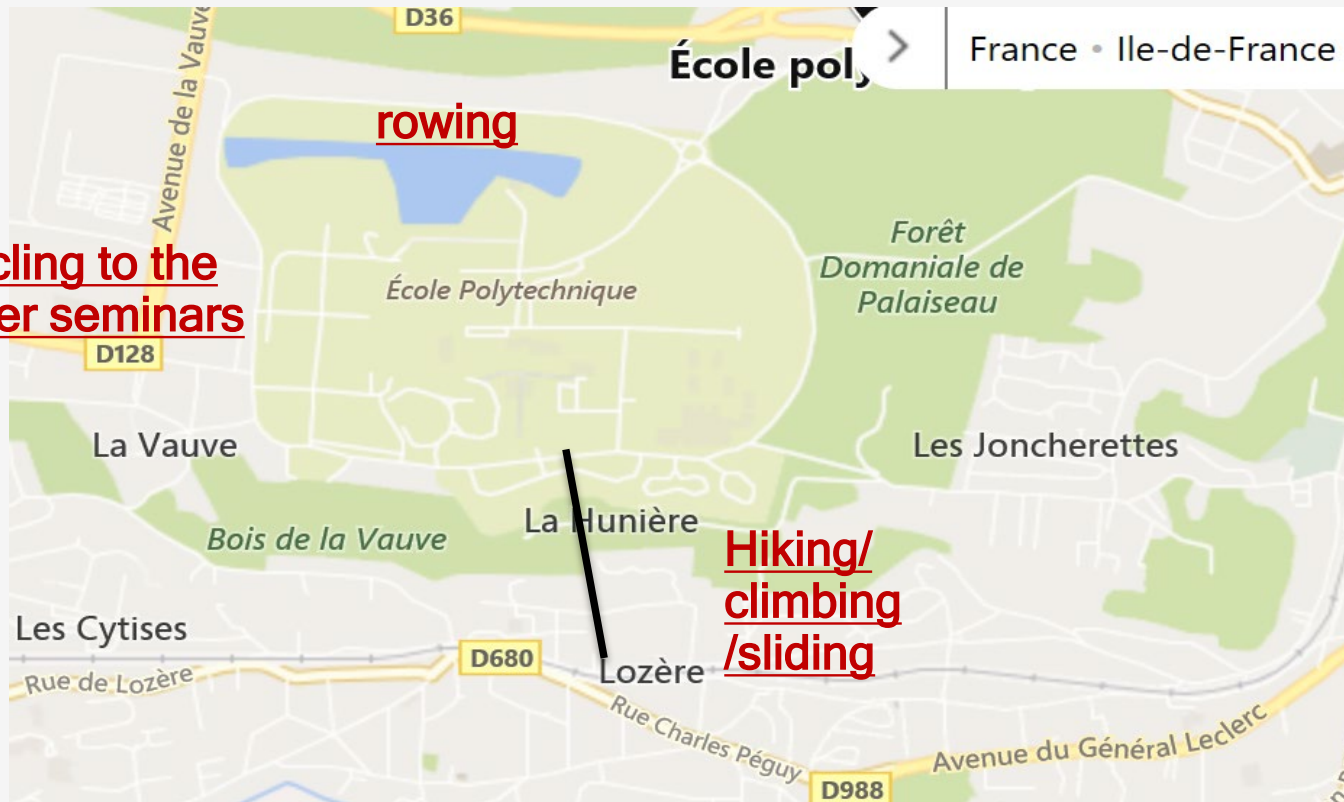 D36
École pol
France • Ile-de-France
Avenue de la Vauve
rowing
Forêt
Domaniale de
Palaiseau
cling to the
er seminars
École Polytechnique
D128
La Vauve
Les Joncherettes
La Hunière
Bois de la Vauve
Hiking/
climbing
/sliding
Les Cytises
D680
Lozère
Rue de Lozère
Rue Charles Péguy
Avenue du Général Leclerc
D988